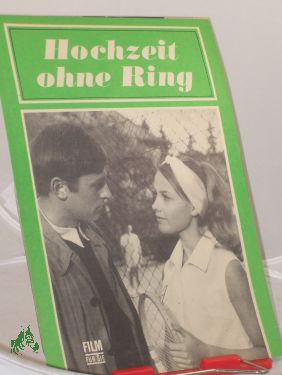 Hochzeit
ohne Ring
FILM
FÜR SIE